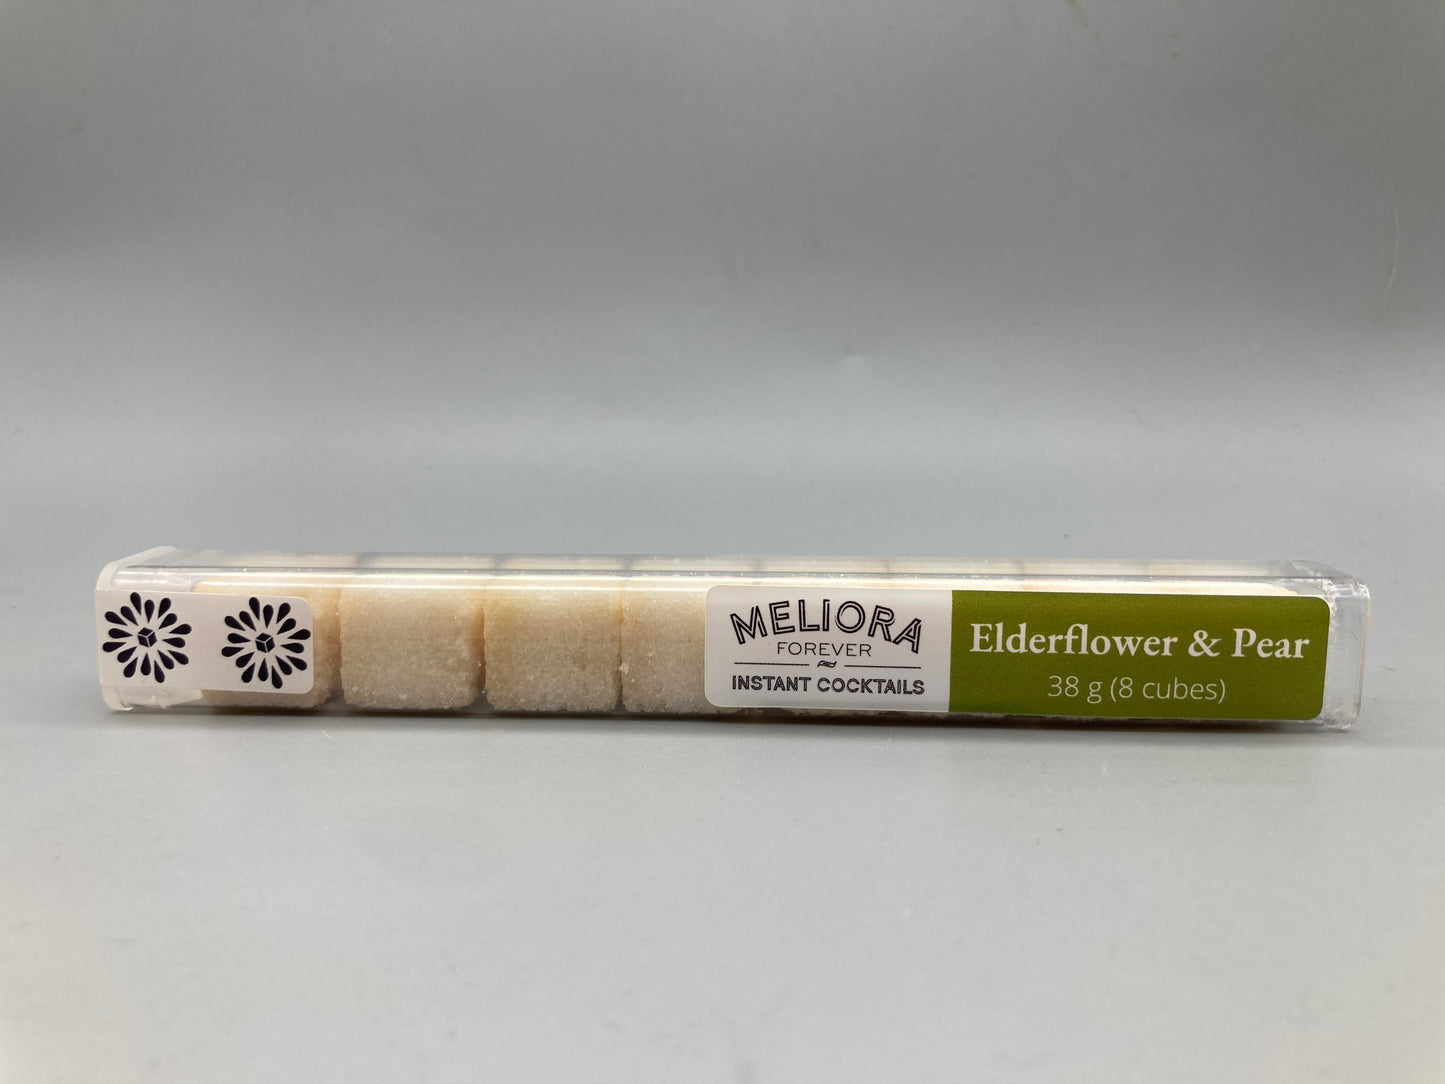 MELIORA
FOREVER
INSTANT COCKTAILS
Elderflower & Pear
38 g (8 cubes)